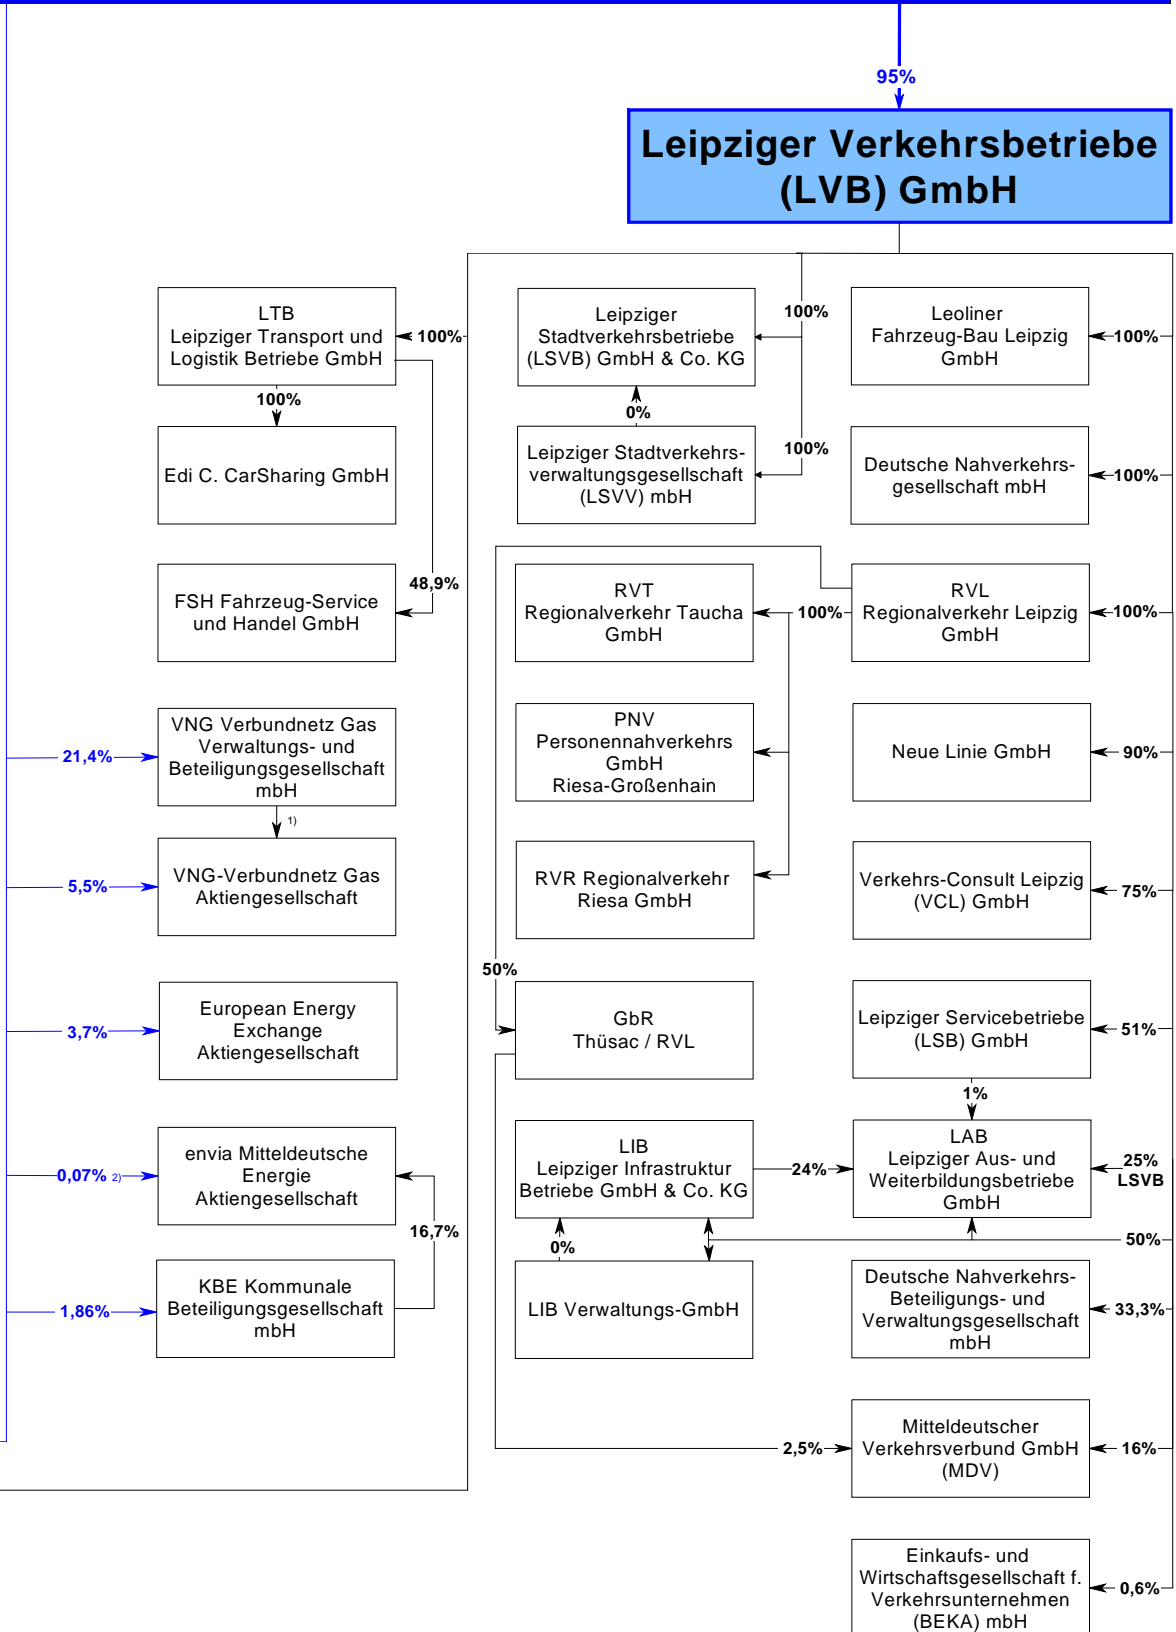 95%
Leipziger Verkehrsbetriebe
(LVB) GmbH
LTB
Leipziger Transport und
Logistik Betriebe GmbH
100%
100%
Edi C. CarSharing GmbH
48,9%
FSH Fahrzeug-Service
und Handel GmbH
21,4%
VNG Verbundnetz Gas
Verwaltungs- und
Beteiligungsgesellschaft
mbH
1)
5,5%
VNG-Verbundnetz Gas
Aktiengesellschaft
3,7%
European Energy
Exchange
Aktiengesellschaft
0,07% 2)
envia Mitteldeutsche
Energie
Aktiengesellschaft
16,7%
1,86%
KBE Kommunale
Beteiligungsgesellschaft
mbH
Leipziger
Stadtverkehrsbetriebe
(LSVB) GmbH & Co. KG
100%
0%
Leipziger Stadtverkehrs-
verwaltungsgesellschaft
(LSVV) mbH
100%
RVT
Regionalverkehr Taucha
GmbH
100%
PNV
Personennahverkehrs
GmbH
Riesa-Großenhain
RVR Regionalverkehr
Riesa GmbH
50%
GbR
Thüsac / RVL
LIB
Leipziger Infrastruktur
Betriebe GmbH & Co. KG
24%
0%
LIB Verwaltungs-GmbH
2,5%
Leoliner
Fahrzeug-Bau Leipzig
GmbH
100%
Deutsche Nahverkehrs-
gesellschaft mbH
100%
RVL
Regionalverkehr Leipzig
GmbH
100%
Neue Linie GmbH
90%
Verkehrs-Consult Leipzig
(VCL) GmbH
75%
Leipziger Servicebetriebe
(LSB) GmbH
51%
1%
LAB
Leipziger Aus- und
Weiterbildungsbetriebe
GmbH
25%
LSVB
50%
Deutsche Nahverkehrs-
Beteiligungs- und
Verwaltungsgesellschaft
mbH
33,3%
Mitteldeutscher
Verkehrsverbund GmbH
(MDV)
16%
Einkaufs- und
Wirtschaftsgesellschaft f.
Verkehrsunternehmen
(BEKA) mbH
0,6%